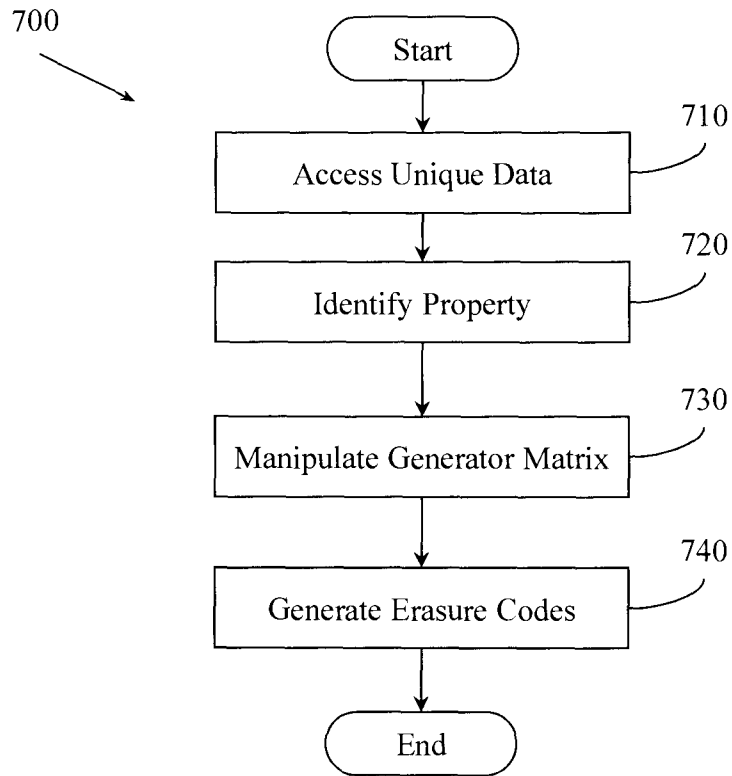 700
Start
710
Access Unique Data
720
Identify Property
730
Manipulate Generator Matrix
740
Generate Erasure Codes
End